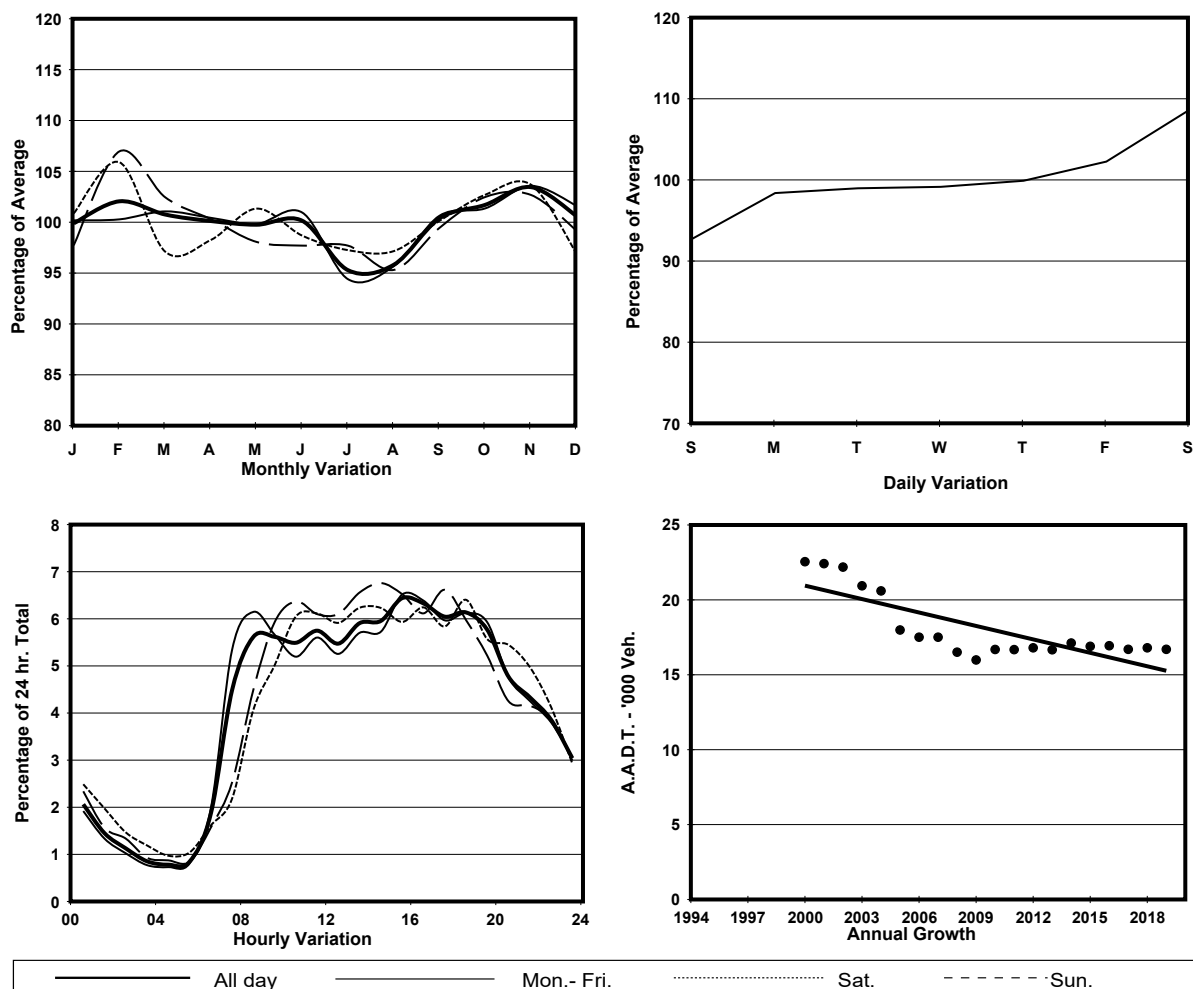 120
115
110
105
100
95
90
85
80
Percentage of Average
J F M A M J J A S O N D
Monthly Variation
120
110
100
90
80
70
Percentage of Average
S M T W T F S
Daily Variation
8
7
6
5
4
3
2
1
0
Percentage of 24 hr. Total
00 04 08 12 16 20 24
Hourly Variation
25
20
15
10
5
0
A.A.D.T. - '000 Veh.
1994 1997 2000 2003 2006 2009 2012 2015 2018
Annual Growth
All day Mon.- Fri. Sat. Sun.